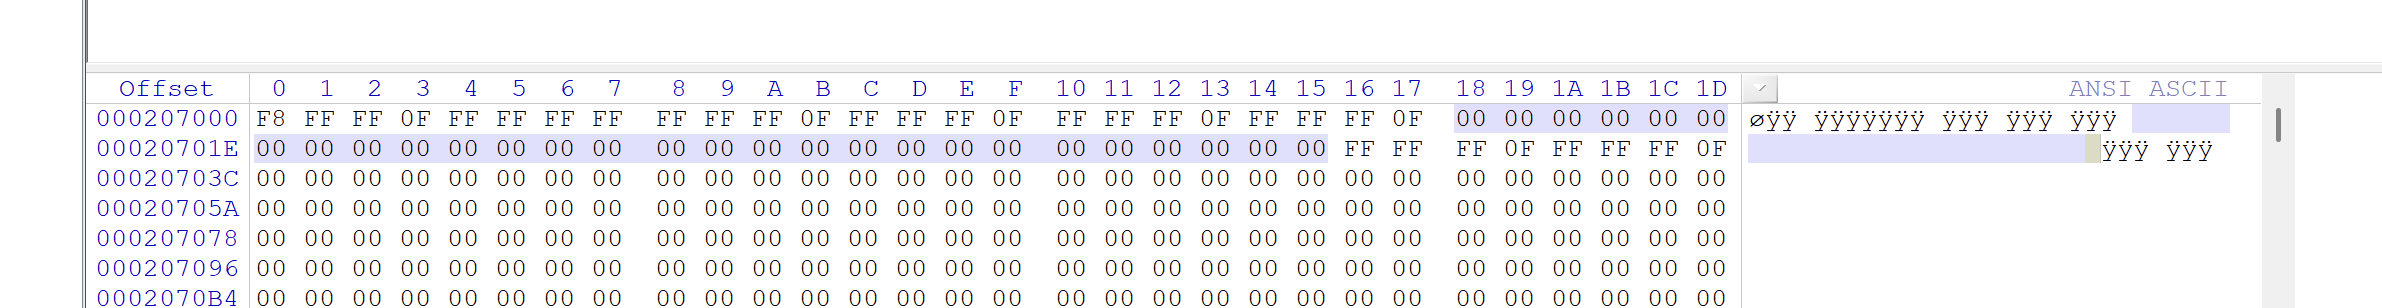 Offset 0 1 2 3 4 5 6 7 8 9 A B C D E F 10 11 12 13 14 15 16 17 18 19 1A 1B 1C 1D ANSI ASCII
000207000 F8 FF FF 0F FF FF FF FF FF FF FF 0F FF FF FF 0F FF FF FF 0F FF FF FF 0F 00 00 00 00 00 00 øÿÿ ÿÿÿÿÿÿÿ ÿÿÿ ÿÿÿ ÿÿÿ
00020701E 00 00 00 00 00 00 00 00 00 00 00 00 00 00 00 00 00 00 00 00 00 00 FF FF FF 0F FF FF FF 0F ÿÿÿ ÿÿÿ
00020703C 00 00 00 00 00 00 00 00 00 00 00 00 00 00 00 00 00 00 00 00 00 00 00 00 00 00 00 00 00 00
00020705A 00 00 00 00 00 00 00 00 00 00 00 00 00 00 00 00 00 00 00 00 00 00 00 00 00 00 00 00 00 00
000207078 00 00 00 00 00 00 00 00 00 00 00 00 00 00 00 00 00 00 00 00 00 00 00 00 00 00 00 00 00 00
000207096 00 00 00 00 00 00 00 00 00 00 00 00 00 00 00 00 00 00 00 00 00 00 00 00 00 00 00 00 00 00
0002070B4 00 00 00 00 00 00 00 00 00 00 00 00 00 00 00 00 00 00 00 00 00 00 00 00 00 00 00 00 00 00